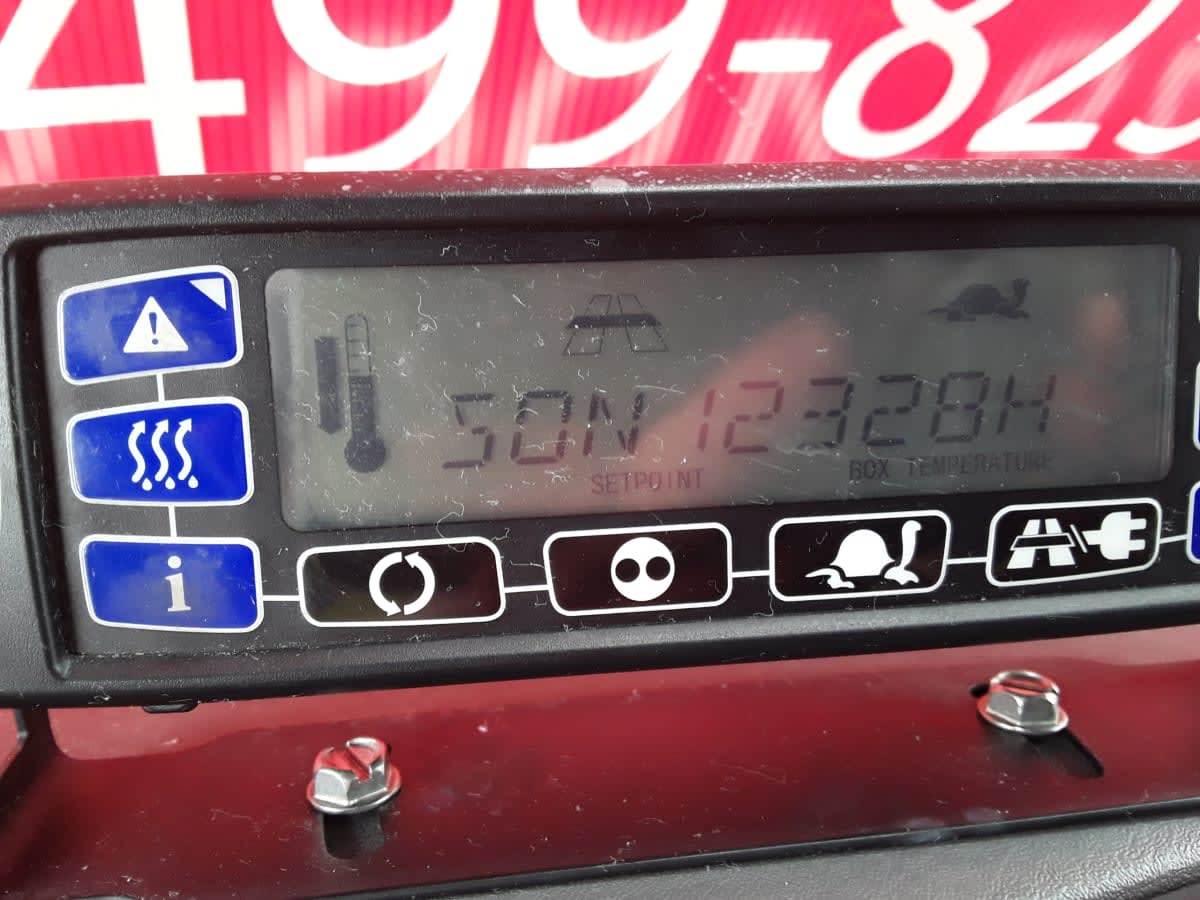 499-82
SON 12328H
SETPOINT BOX TEMPERATURE
i